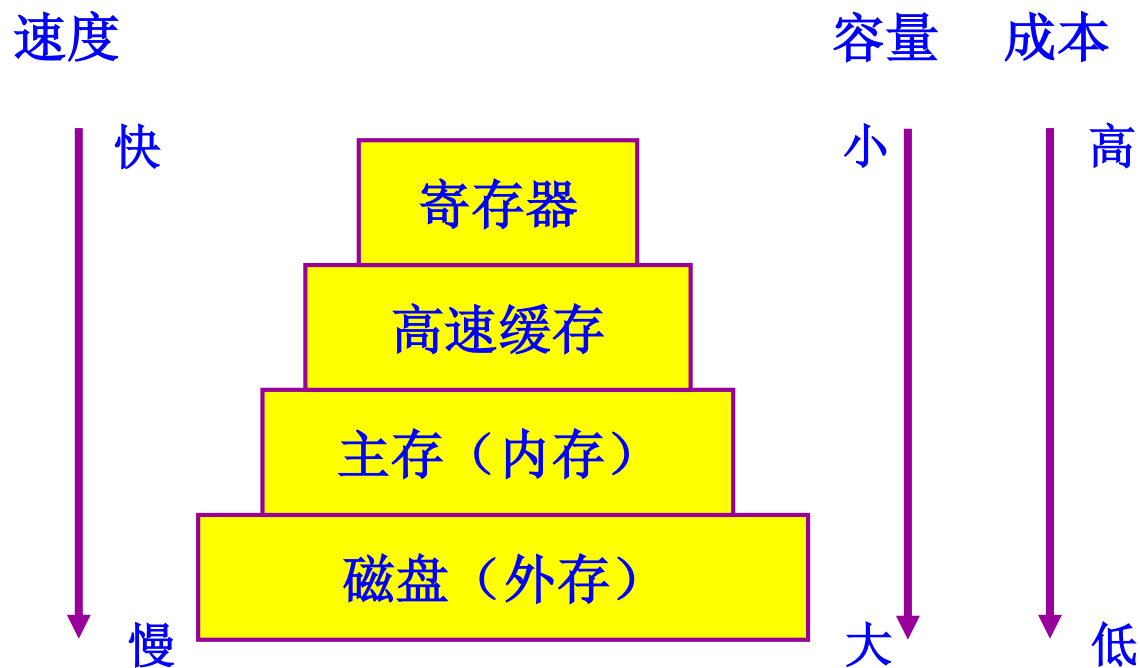 速度 容量 成本
快 小 高
寄存器
高速缓存
主存（内存）
磁盘（外存）
慢 大 低